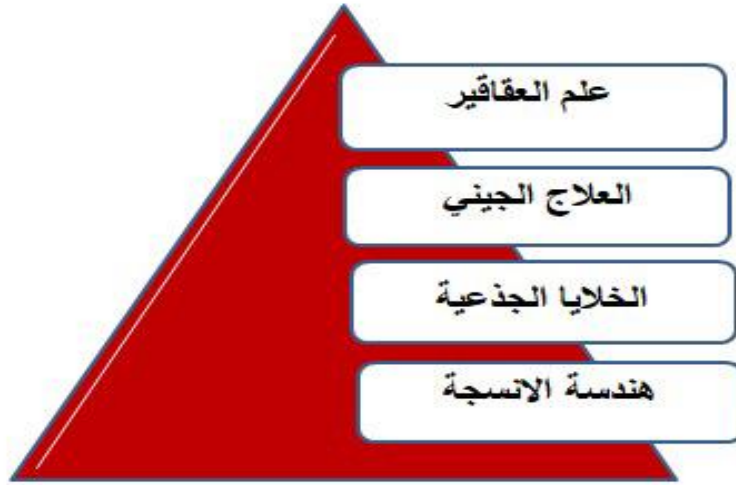 علم العقاقير
العلاج الجيني
الخلايا الجذعية
هندسة الانسجة